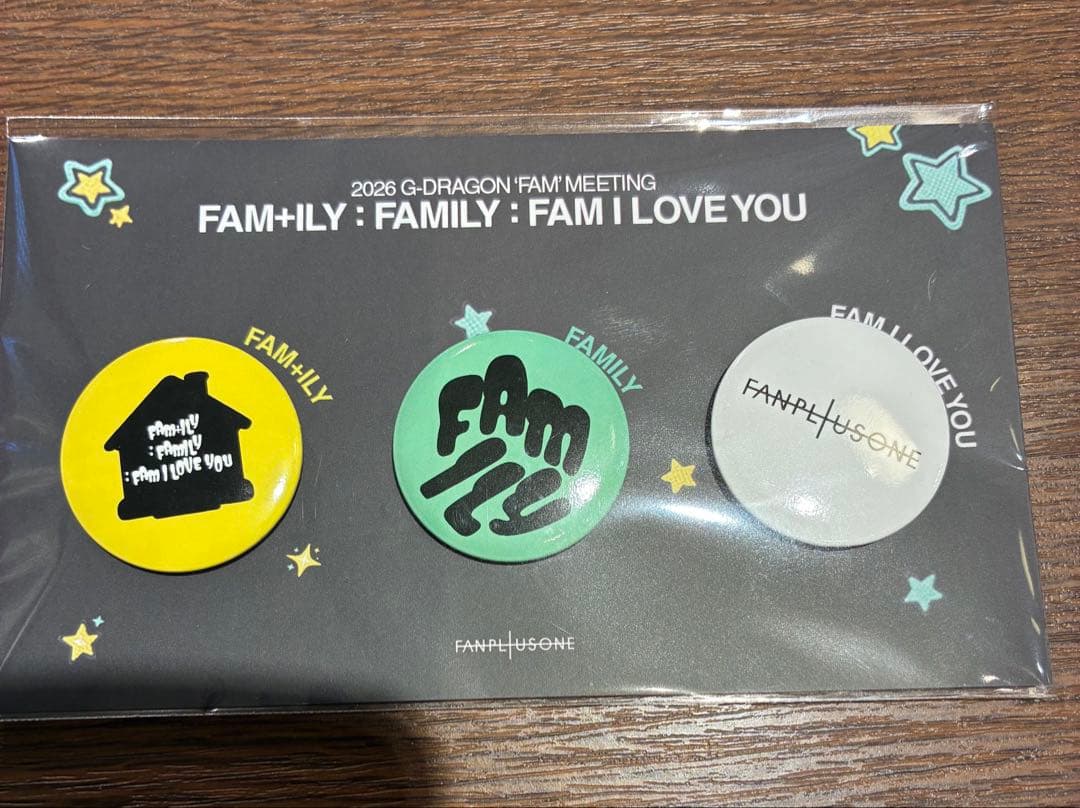 2026 G-DRAGON 'FAM' MEETING
FAM+ILY : FAMILY : FAM I LOVE YOU
FAM+ILY
FAM+ILY
: FAMILY
: FAM I LOVE YOU
FAMILY
FAM
ILY
FAM I LOVE YOU
FANPLUSONE
FANPLUSONE